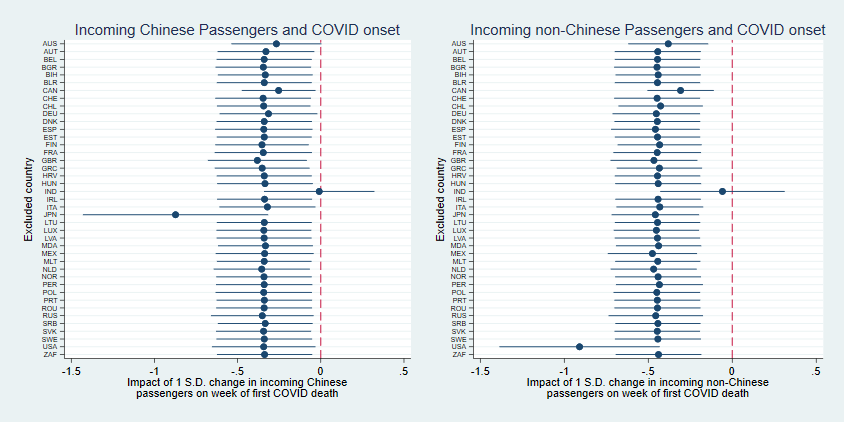 Incoming Chinese Passengers and COVID onset
Excluded country
AUS
AUT
BEL
BGR
BIH
BLR
CAN
CHE
CHL
DEU
DNK
ESP
EST
FIN
FRA
GBR
GRC
HRV
HUN
IND
IRL
ITA
JPN
LTU
LUX
LVA
MDA
MEX
MLT
NLD
NOR
PER
POL
PRT
ROU
RUS
SRB
SVK
SWE
USA
ZAF
-1.5 -1 -.5 0 .5
Impact of 1 S.D. change in incoming Chinese
passengers on week of first COVID death
Incoming non-Chinese Passengers and COVID onset
Excluded country
AUS
AUT
BEL
BGR
BIH
BLR
CAN
CHE
CHL
DEU
DNK
ESP
EST
FIN
FRA
GBR
GRC
HRV
HUN
IND
IRL
ITA
JPN
LTU
LUX
LVA
MDA
MEX
MLT
NLD
NOR
PER
POL
PRT
ROU
RUS
SRB
SVK
SWE
USA
ZAF
-1.5 -1 -.5 0 .5
Impact of 1 S.D. change in incoming non-Chinese
passengers on week of first COVID death